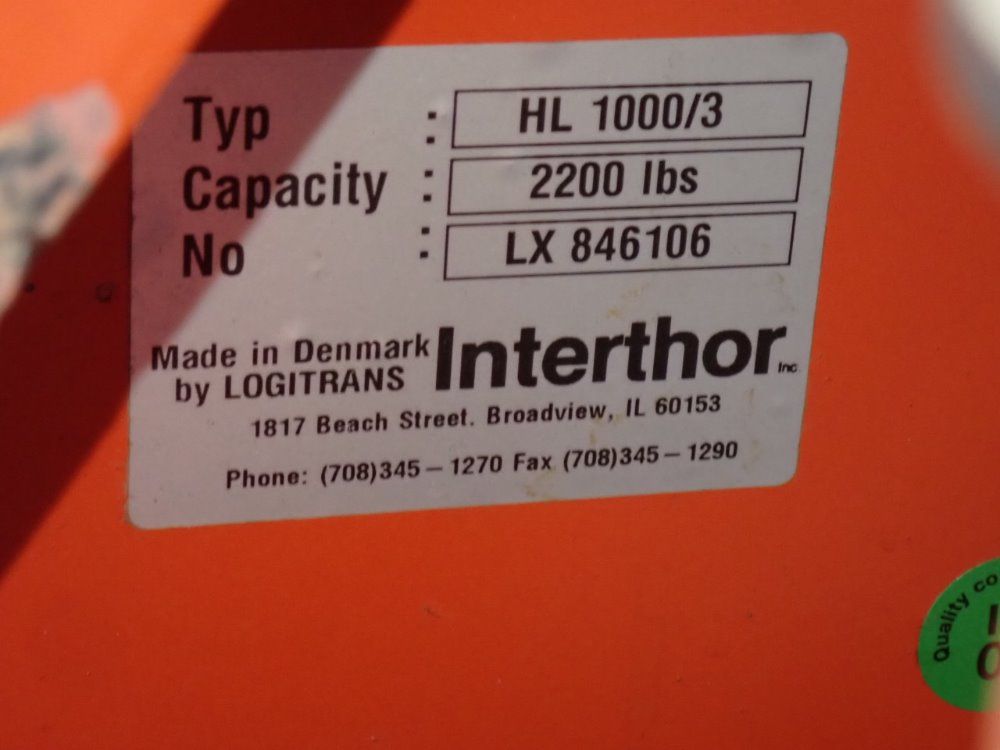 Typ : HL 1000/3
Capacity : 2200 lbs
No : LX 846106
Made in Denmark
by LOGITRANS
Interthor Inc.
1817 Beach Street. Broadview, IL 60153
Phone: (708)345–1270 Fax (708)345–1290
Quality